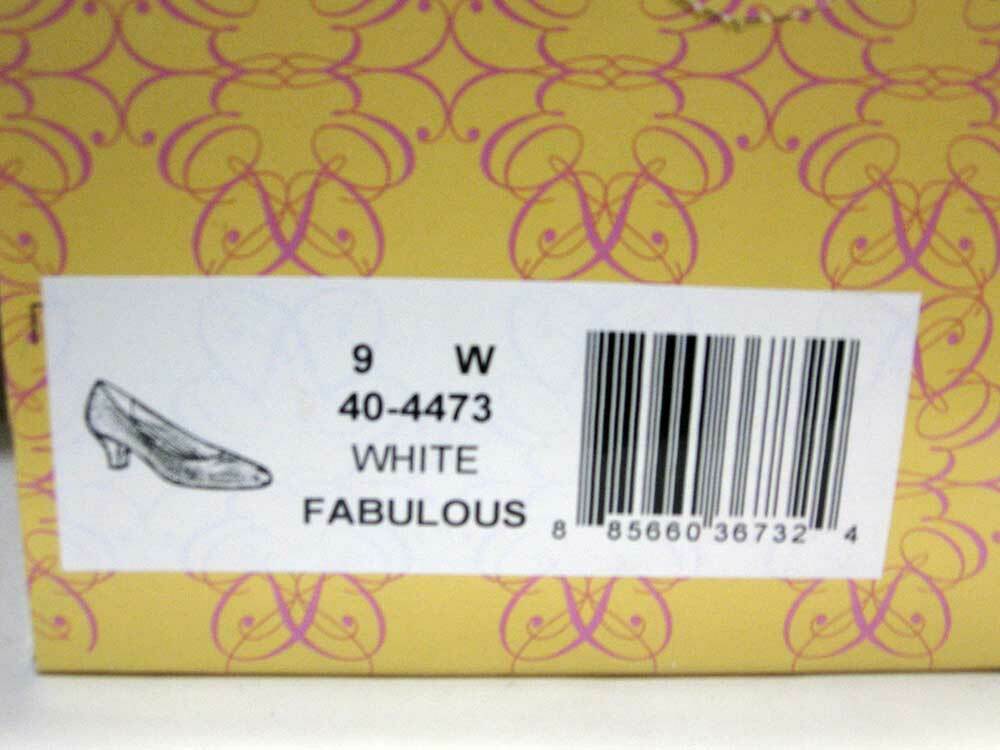 9 W
40-4473
WHITE
FABULOUS
8 85660 36732 4